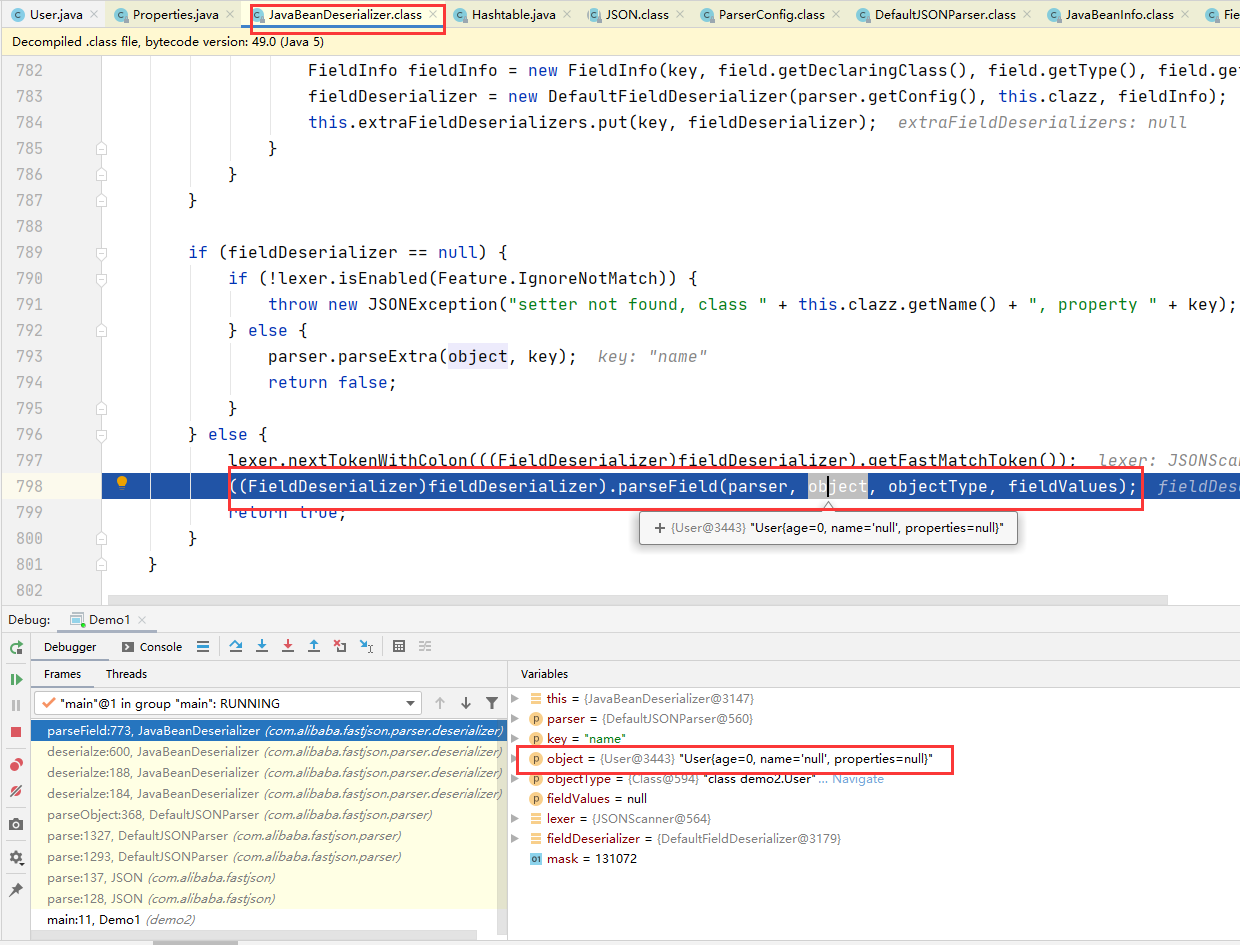 User.java Properties.java JavaBeanDeserializer.class Hashtable.java JSON.class ParserConfig.class DefaultJSONParser.class JavaBeanInfo.class Fie
Decompiled .class file, bytecode version: 49.0 (Java 5)
782 FieldInfo fieldInfo = new FieldInfo(key, field.getDeclaringClass(), field.getType(), field.ge
783 fieldDeserializer = new DefaultFieldDeserializer(parser.getConfig(), this.clazz, fieldInfo);
784 this.extraFieldDeserializers.put(key, fieldDeserializer); extraFieldDeserializers: null
785 }
786 }
787 }
788
789 if (fieldDeserializer == null) {
790 if (!lexer.isEnabled(Feature.IgnoreNotMatch)) {
791 throw new JSONException("setter not found, class " + this.clazz.getName() + ", property " + key);
792 } else {
793 parser.parseExtra(object, key); key: "name"
794 return false;
795 }
796 } else {
797 lexer.nextTokenWithColon(((FieldDeserializer)fieldDeserializer).getFastMatchToken()); lexer: JSONSca
798 ((FieldDeserializer)fieldDeserializer).parseField(parser, object, objectType, fieldValues); fieldDes
799 return true;
+ {User@3443} "User{age=0, name='null', properties=null}"
800 }
801 }
802
Debug: Demo1
Debugger Console
Frames Threads
Variables
"main"@1 in group "main": RUNNING
parseField:773, JavaBeanDeserializer (com.alibaba.fastjson.parser.deserializer)
deserialze:600, JavaBeanDeserializer (com.alibaba.fastjson.parser.deserializer)
deserialze:188, JavaBeanDeserializer (com.alibaba.fastjson.parser.deserializer)
deserialze:184, JavaBeanDeserializer (com.alibaba.fastjson.parser.deserializer)
parseObject:368, DefaultJSONParser (com.alibaba.fastjson.parser)
parse:1327, DefaultJSONParser (com.alibaba.fastjson.parser)
parse:1293, DefaultJSONParser (com.alibaba.fastjson.parser)
parse:137, JSON (com.alibaba.fastjson)
parse:128, JSON (com.alibaba.fastjson)
main:11, Demo1 (demo2)
this = {JavaBeanDeserializer@3147}
p parser = {DefaultJSONParser@560}
p key = "name"
p object = {User@3443} "User{age=0, name='null', properties=null}"
p objectType = {Class@594} "class demo2.User"... Navigate
p fieldValues = null
lexer = {JSONScanner@564}
fieldDeserializer = {DefaultFieldDeserializer@3179}
01 mask = 131072